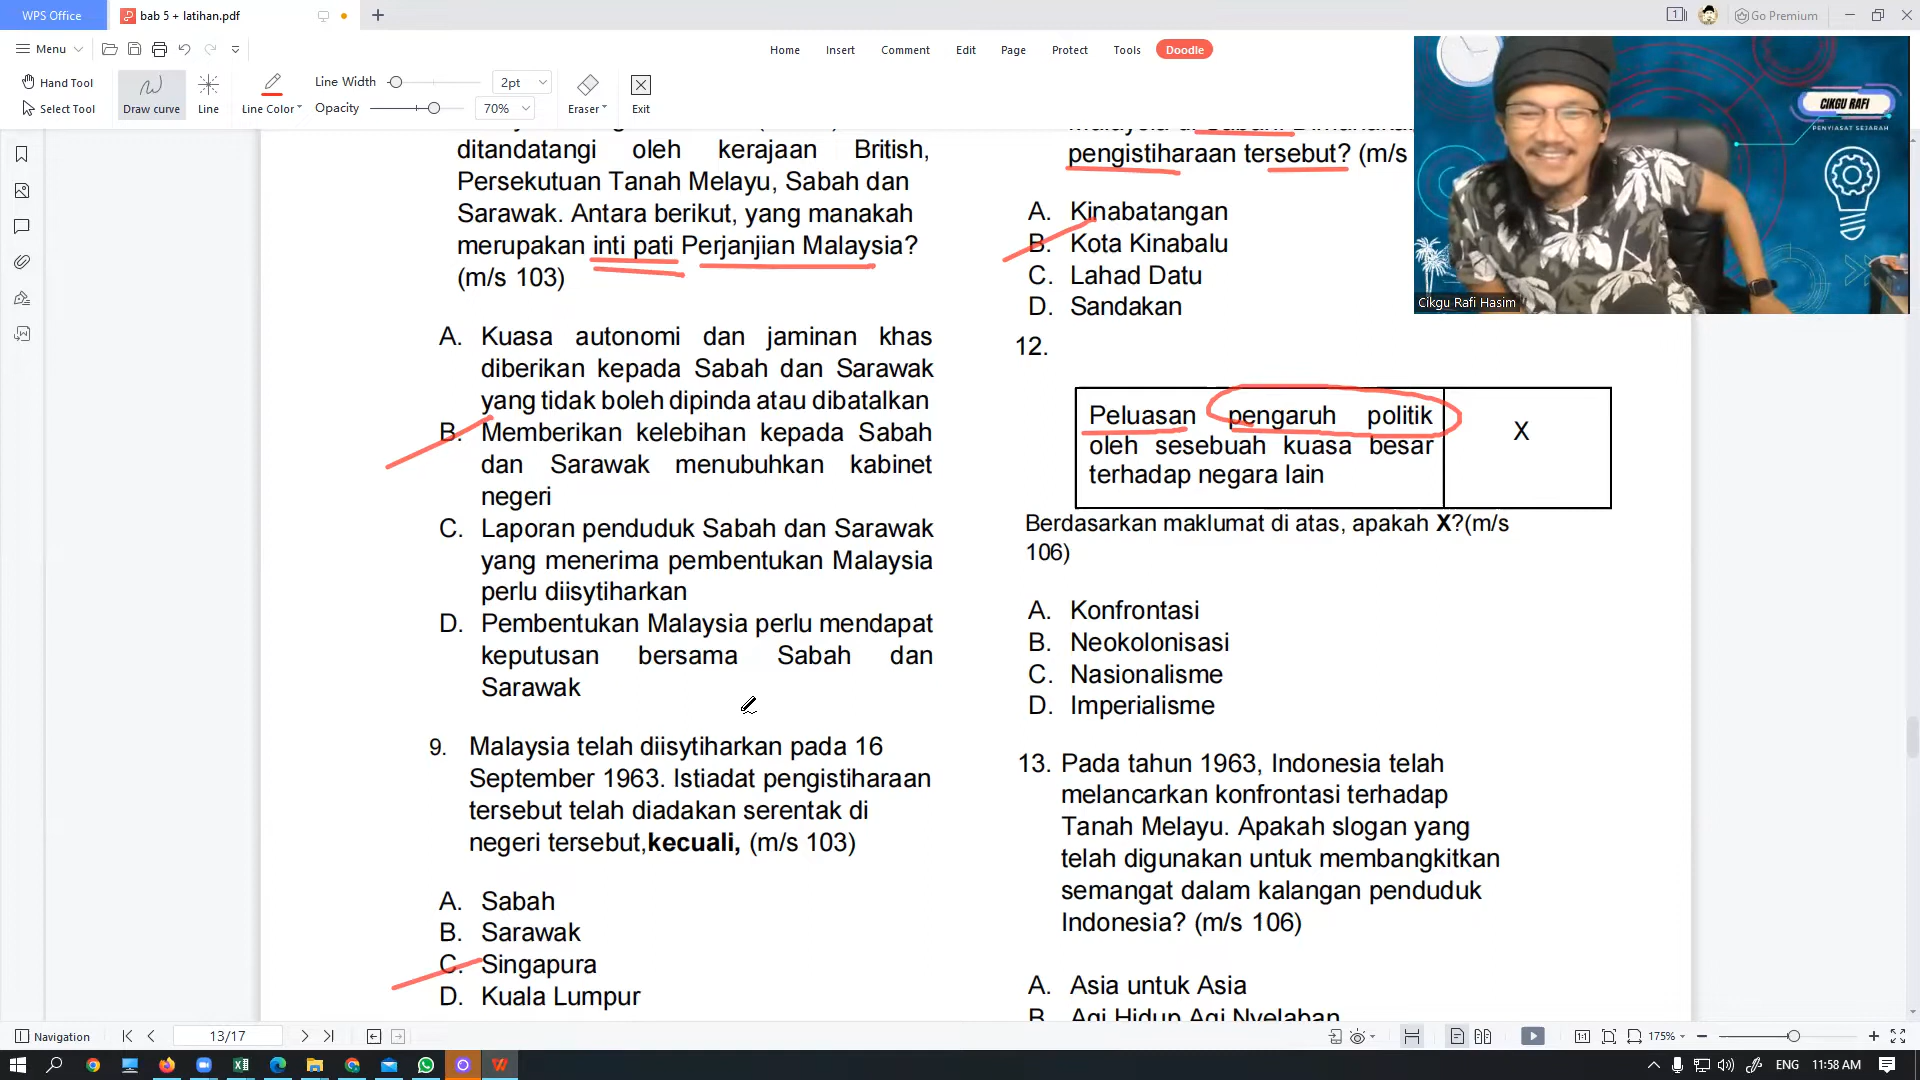 WPS Office
bab 5 + latihan.pdf
Go Premium
Menu
Home Insert Comment Edit Page Protect Tools Doodle
Hand Tool
Select Tool
Draw curve
Line
Line Color
Line Width
2pt
Opacity
70%
Eraser
Exit
ditandatangi oleh kerajaan British,
Persekutuan Tanah Melayu, Sabah dan
Sarawak. Antara berikut, yang manakah
merupakan inti pati Perjanjian Malaysia?
(m/s 103)
A. Kuasa autonomi dan jaminan khas
diberikan kepada Sabah dan Sarawak
yang tidak boleh dipinda atau dibatalkan
B. Memberikan kelebihan kepada Sabah
dan Sarawak menubuhkan kabinet
negeri
C. Laporan penduduk Sabah dan Sarawak
yang menerima pembentukan Malaysia
perlu diisytiharkan
D. Pembentukan Malaysia perlu mendapat
keputusan bersama Sabah dan
Sarawak
9. Malaysia telah diisytiharkan pada 16
September 1963. Istiadat pengistiharaan
tersebut telah diadakan serentak di
negeri tersebut,kecuali, (m/s 103)
A. Sabah
B. Sarawak
C. Singapura
D. Kuala Lumpur
pengistiharaan tersebut? (m/s
A. Kinabatangan
B. Kota Kinabalu
C. Lahad Datu
D. Sandakan
12.
Peluasan pengaruh politik
oleh sesebuah kuasa besar
terhadap negara lain
X
Berdasarkan maklumat di atas, apakah X?(m/s
106)
A. Konfrontasi
B. Neokolonisasi
C. Nasionalisme
D. Imperialisme
13. Pada tahun 1963, Indonesia telah
melancarkan konfrontasi terhadap
Tanah Melayu. Apakah slogan yang
telah digunakan untuk membangkitkan
semangat dalam kalangan penduduk
Indonesia? (m/s 106)
A. Asia untuk Asia
B. Api Hidup Api Nyelaban
CIKGU RAFI
PENYIASAT SEJARAH
Cikgu Rafi Hasim
Navigation
13/17
175%
ENG
11:58 AM